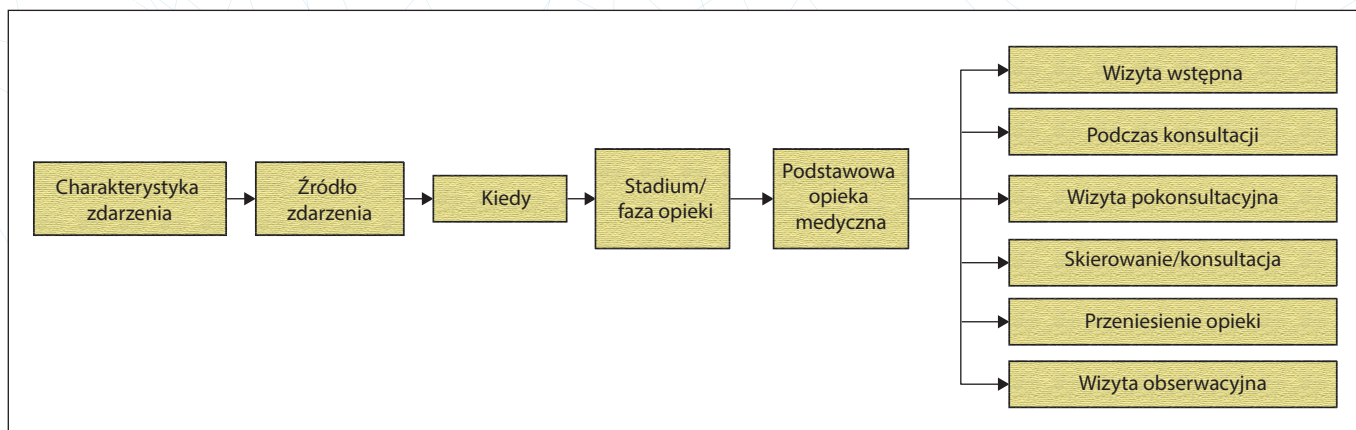 Charakterystyka
zdarzenia
Źródło
zdarzenia
Kiedy
Stadium/
faza opieki
Podstawowa
opieka
medyczna
Wizyta wstępna
Podczas konsultacji
Wizyta pokonsultacyjna
Skierowanie/konsultacja
Przeniesienie opieki
Wizyta obserwacyjna